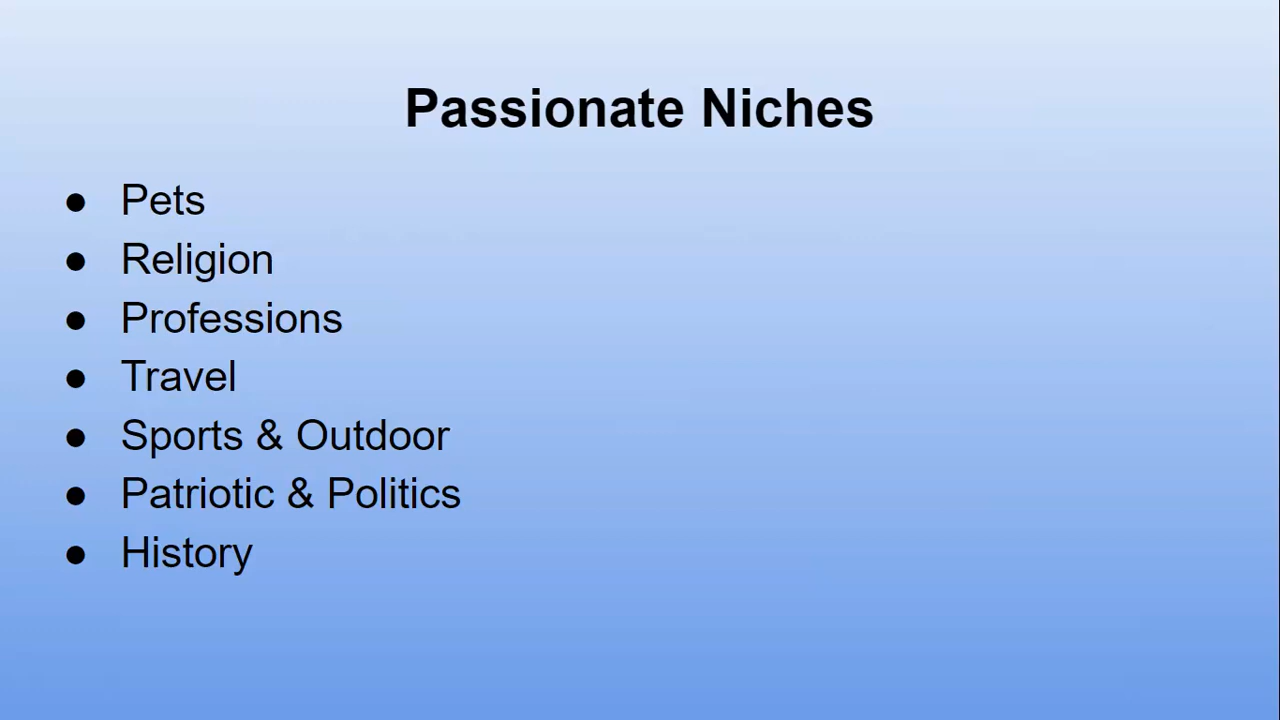 Passionate Niches
● Pets
● Religion
● Professions
● Travel
● Sports & Outdoor
● Patriotic & Politics
● History